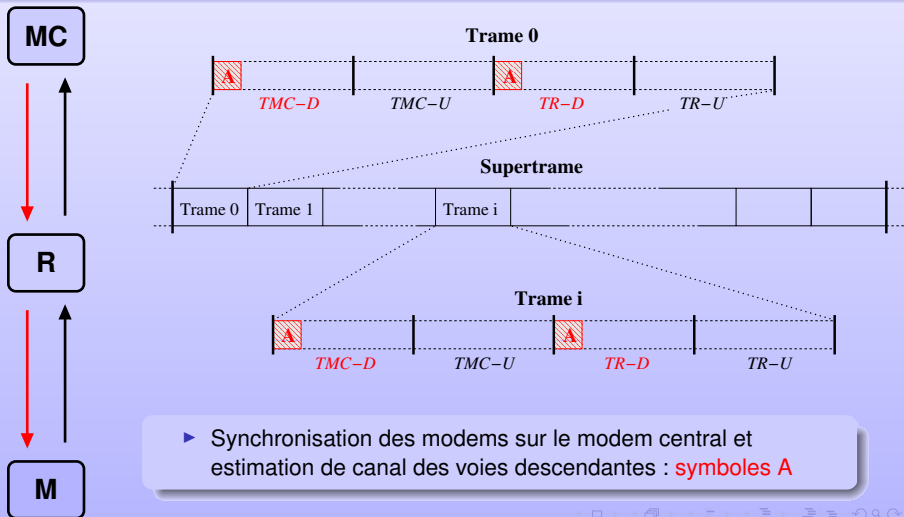 MC
Trame 0
A
A
TMC–D
TMC–U
TR–D
TR–U
Supertrame
Trame 0
Trame 1
Trame i
R
Trame i
A
A
TMC–D
TMC–U
TR–D
TR–U
Synchronisation des modems sur le modem central et
estimation de canal des voies descendantes : symboles A
M